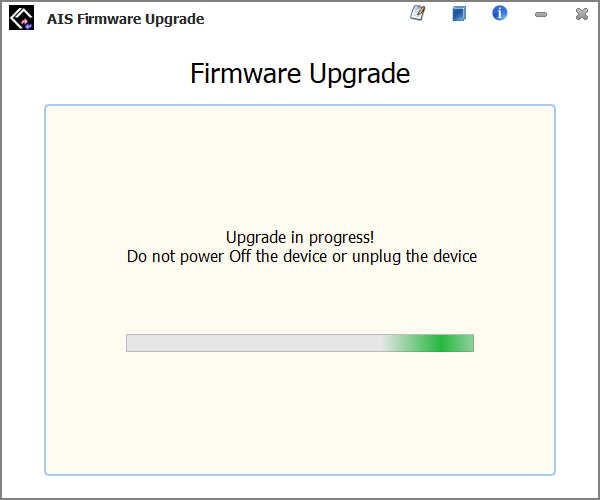 AIS Firmware Upgrade
Firmware Upgrade
Upgrade in progress!
Do not power Off the device or unplug the device